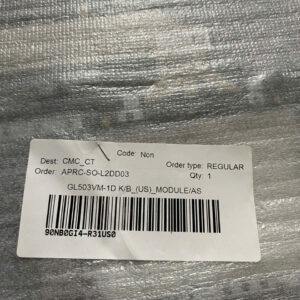 Code: Non
Dest: CMC_CT
Order type: REGULAR
Order: APRC-SO-L2DD03
Qty: 1
GL503VM-1D K/B_(US)_MODULE/AS
90NB0GI4-R31US0